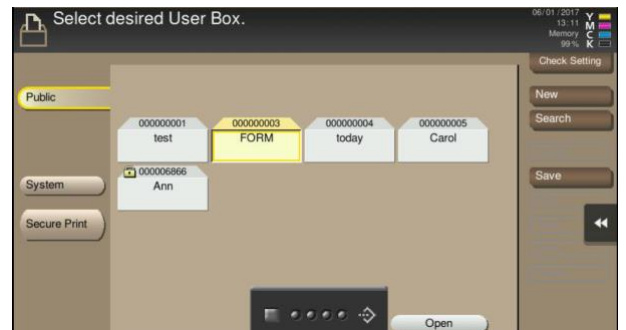 Select desired User Box.
06/01/2017
13:11
Memory
99%
Y
M
C
K
Check Setting
Public
New
Search
000000001
test
000000003
FORM
000000004
today
000000005
Carol
000006866
Ann
System
Save
Secure Print
Open